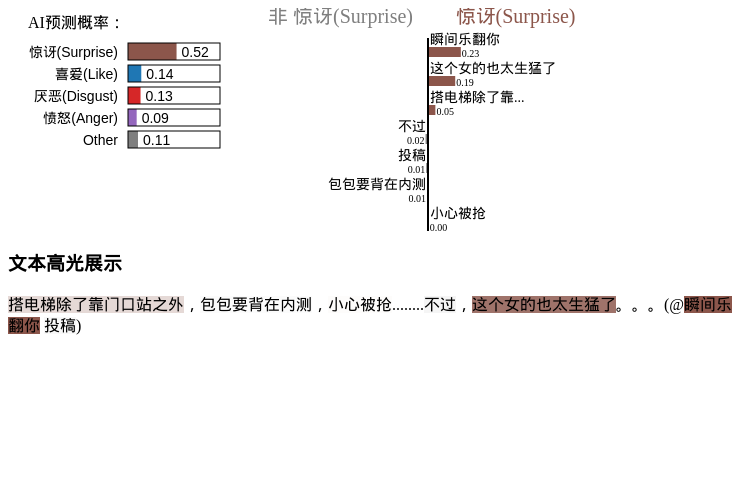 AI预测概率：
惊讶(Surprise) 0.52
喜爱(Like) 0.14
厌恶(Disgust) 0.13
愤怒(Anger) 0.09
Other 0.11
非 惊讶(Surprise) 惊讶(Surprise)
瞬间乐翻你
0.23
这个女的也太生猛了
0.19
搭电梯除了靠...
0.05
不过
0.02
投稿
0.01
包包要背在内测
0.01
小心被抢
0.00
文本高光展示
搭电梯除了靠门口站之外，包包要背在内测，小心被抢........不过，这个女的也太生猛了。。。(@瞬间乐
翻你 投稿)